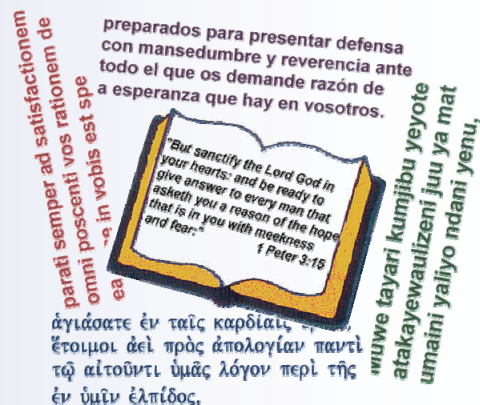 preparados para presentar defensa
con mansedumbre y reverencia ante
todo el que os demande razón de
a esperanza que hay en vosotros.
parati semper ad satisfactionem
omni poscenti vos rationem de
ea in vobis est spe
"But sanctify the Lord God in
your hearts: and be ready to
give answer to every man that
asketh you a reason of the hope
that is in you with meekness
and fear:"
1 Peter 3:15
muwe tayari kumjibu yeyote
atakayewaulizeni juu ya mat
umaini yaliyo ndani yenu,
ἁγιάσατε ἐν ταῖς καρδίαις
ἕτοιμοι ἀεὶ πρὸς ἀπολογίαν παντὶ
τῷ αἰτοῦντι ὑμᾶς λόγον περὶ τῆς
ἐν ὑμῖν ἐλπίδος,